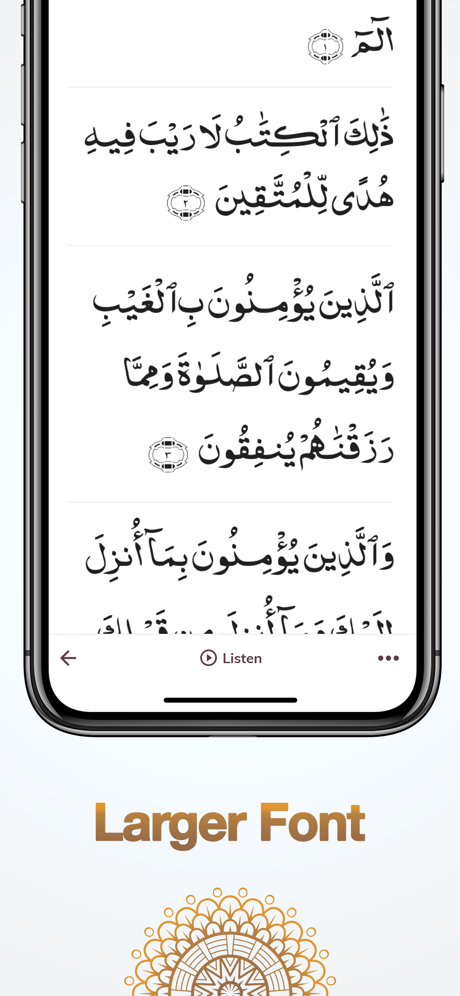 الٓمٓ ١
ذَٰلِكَ ٱلْكِتَٰبُ لَا رَيْبَ فِيهِ
هُدًى لِّلْمُتَّقِينَ ٢
ٱلَّذِينَ يُؤْمِنُونَ بِٱلْغَيْبِ
وَيُقِيمُونَ ٱلصَّلَوٰةَ وَمِمَّا
رَزَقْنَٰهُمْ يُنفِقُونَ ٣
وَٱلَّذِينَ يُؤْمِنُونَ بِمَآ أُنزِلَ
إِلَيْكَ وَمَآ أُنزِلَ مِن قَبْلِكَ
Listen
Larger Font